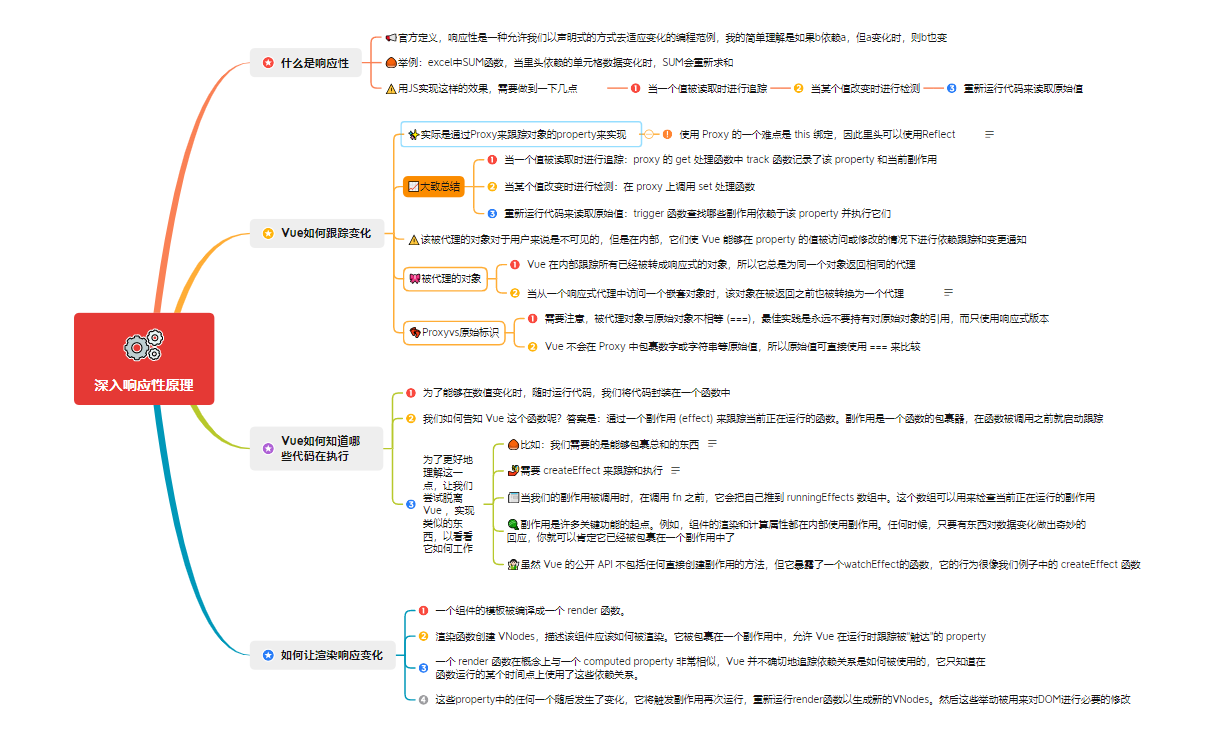 深入响应性原理
什么是响应性
官方定义，响应性是一种允许我们以声明式的方式去适应变化的编程范例，我的简单理解是如果b依赖a，但a变化时，则b也变
举例：excel中SUM函数，当里头依赖的单元格数据变化时，SUM会重新求和
用JS实现这样的效果，需要做到一下几点
1 当一个值被读取时进行追踪
2 当某个值改变时进行检测
3 重新运行代码来读取原始值
Vue如何跟踪变化
实际是通过Proxy来跟踪对象的property来实现
使用 Proxy 的一个难点是 this 绑定，因此里头可以使用Reflect
大致总结
1 当一个值被读取时进行追踪：proxy 的 get 处理函数中 track 函数记录了该 property 和当前副作用
2 当某个值改变时进行检测：在 proxy 上调用 set 处理函数
3 重新运行代码来读取原始值：trigger 函数查找哪些副作用依赖于该 property 并执行它们
该被代理的对象对于用户来说是不可见的，但是在内部，它们使 Vue 能够在 property 的值被访问或修改的情况下进行依赖跟踪和变更通知
被代理的对象
1 Vue 在内部跟踪所有已经被转成响应式的对象，所以它总是为同一个对象返回相同的代理
2 当从一个响应式代理中访问一个嵌套对象时，该对象在被返回之前也被转换为一个代理
Proxyvs原始标识
1 需要注意，被代理对象与原始对象不相等 (===)，最佳实践是永远不要持有对原始对象的引用，而只使用响应式版本
2 Vue 不会在 Proxy 中包裹数字或字符串等原始值，所以原始值可直接使用 === 来比较
Vue如何知道哪
些代码在执行
1 为了能够在数值变化时，随时运行代码，我们将代码封装在一个函数中
2 我们如何告知 Vue 这个函数呢？答案是：通过一个副作用 (effect) 来跟踪当前正在运行的函数。副作用是一个函数的包裹器，在函数被调用之前就启动跟踪
3 为了更好地
理解这一
点，让我们
尝试脱离
Vue ，实现
类似的东
西，以看看
它如何工作
比如：我们需要的是能够包裹总和的东西
需要 createEffect 来跟踪和执行
当我们的副作用被调用时，在调用 fn 之前，它会把自己推到 runningEffects 数组中。这个数组可以用来检查当前正在运行的副作用
副作用是许多关键功能的起点。例如，组件的渲染和计算属性都在内部使用副作用。任何时候，只要有东西对数据变化做出奇妙的
回应，你就可以肯定它已经被包裹在一个副作用中了
虽然 Vue 的公开 API 不包括任何直接创建副作用的方法，但它暴露了一个watchEffect的函数，它的行为很像我们例子中的 createEffect 函数
如何让渲染响应变化
1 一个组件的模板被编译成一个 render 函数。
2 渲染函数创建 VNodes，描述该组件应该如何被渲染。它被包裹在一个副作用中，允许 Vue 在运行时跟踪被"触达"的 property
3 一个 render 函数在概念上与一个 computed property 非常相似，Vue 并不确切地追踪依赖关系是如何被使用的，它只知道在
函数运行的某个时间点上使用了这些依赖关系。
4 这些property中的任何一个随后发生了变化，它将触发副作用再次运行，重新运行render函数以生成新的VNodes。然后这些举动被用来对DOM进行必要的修改